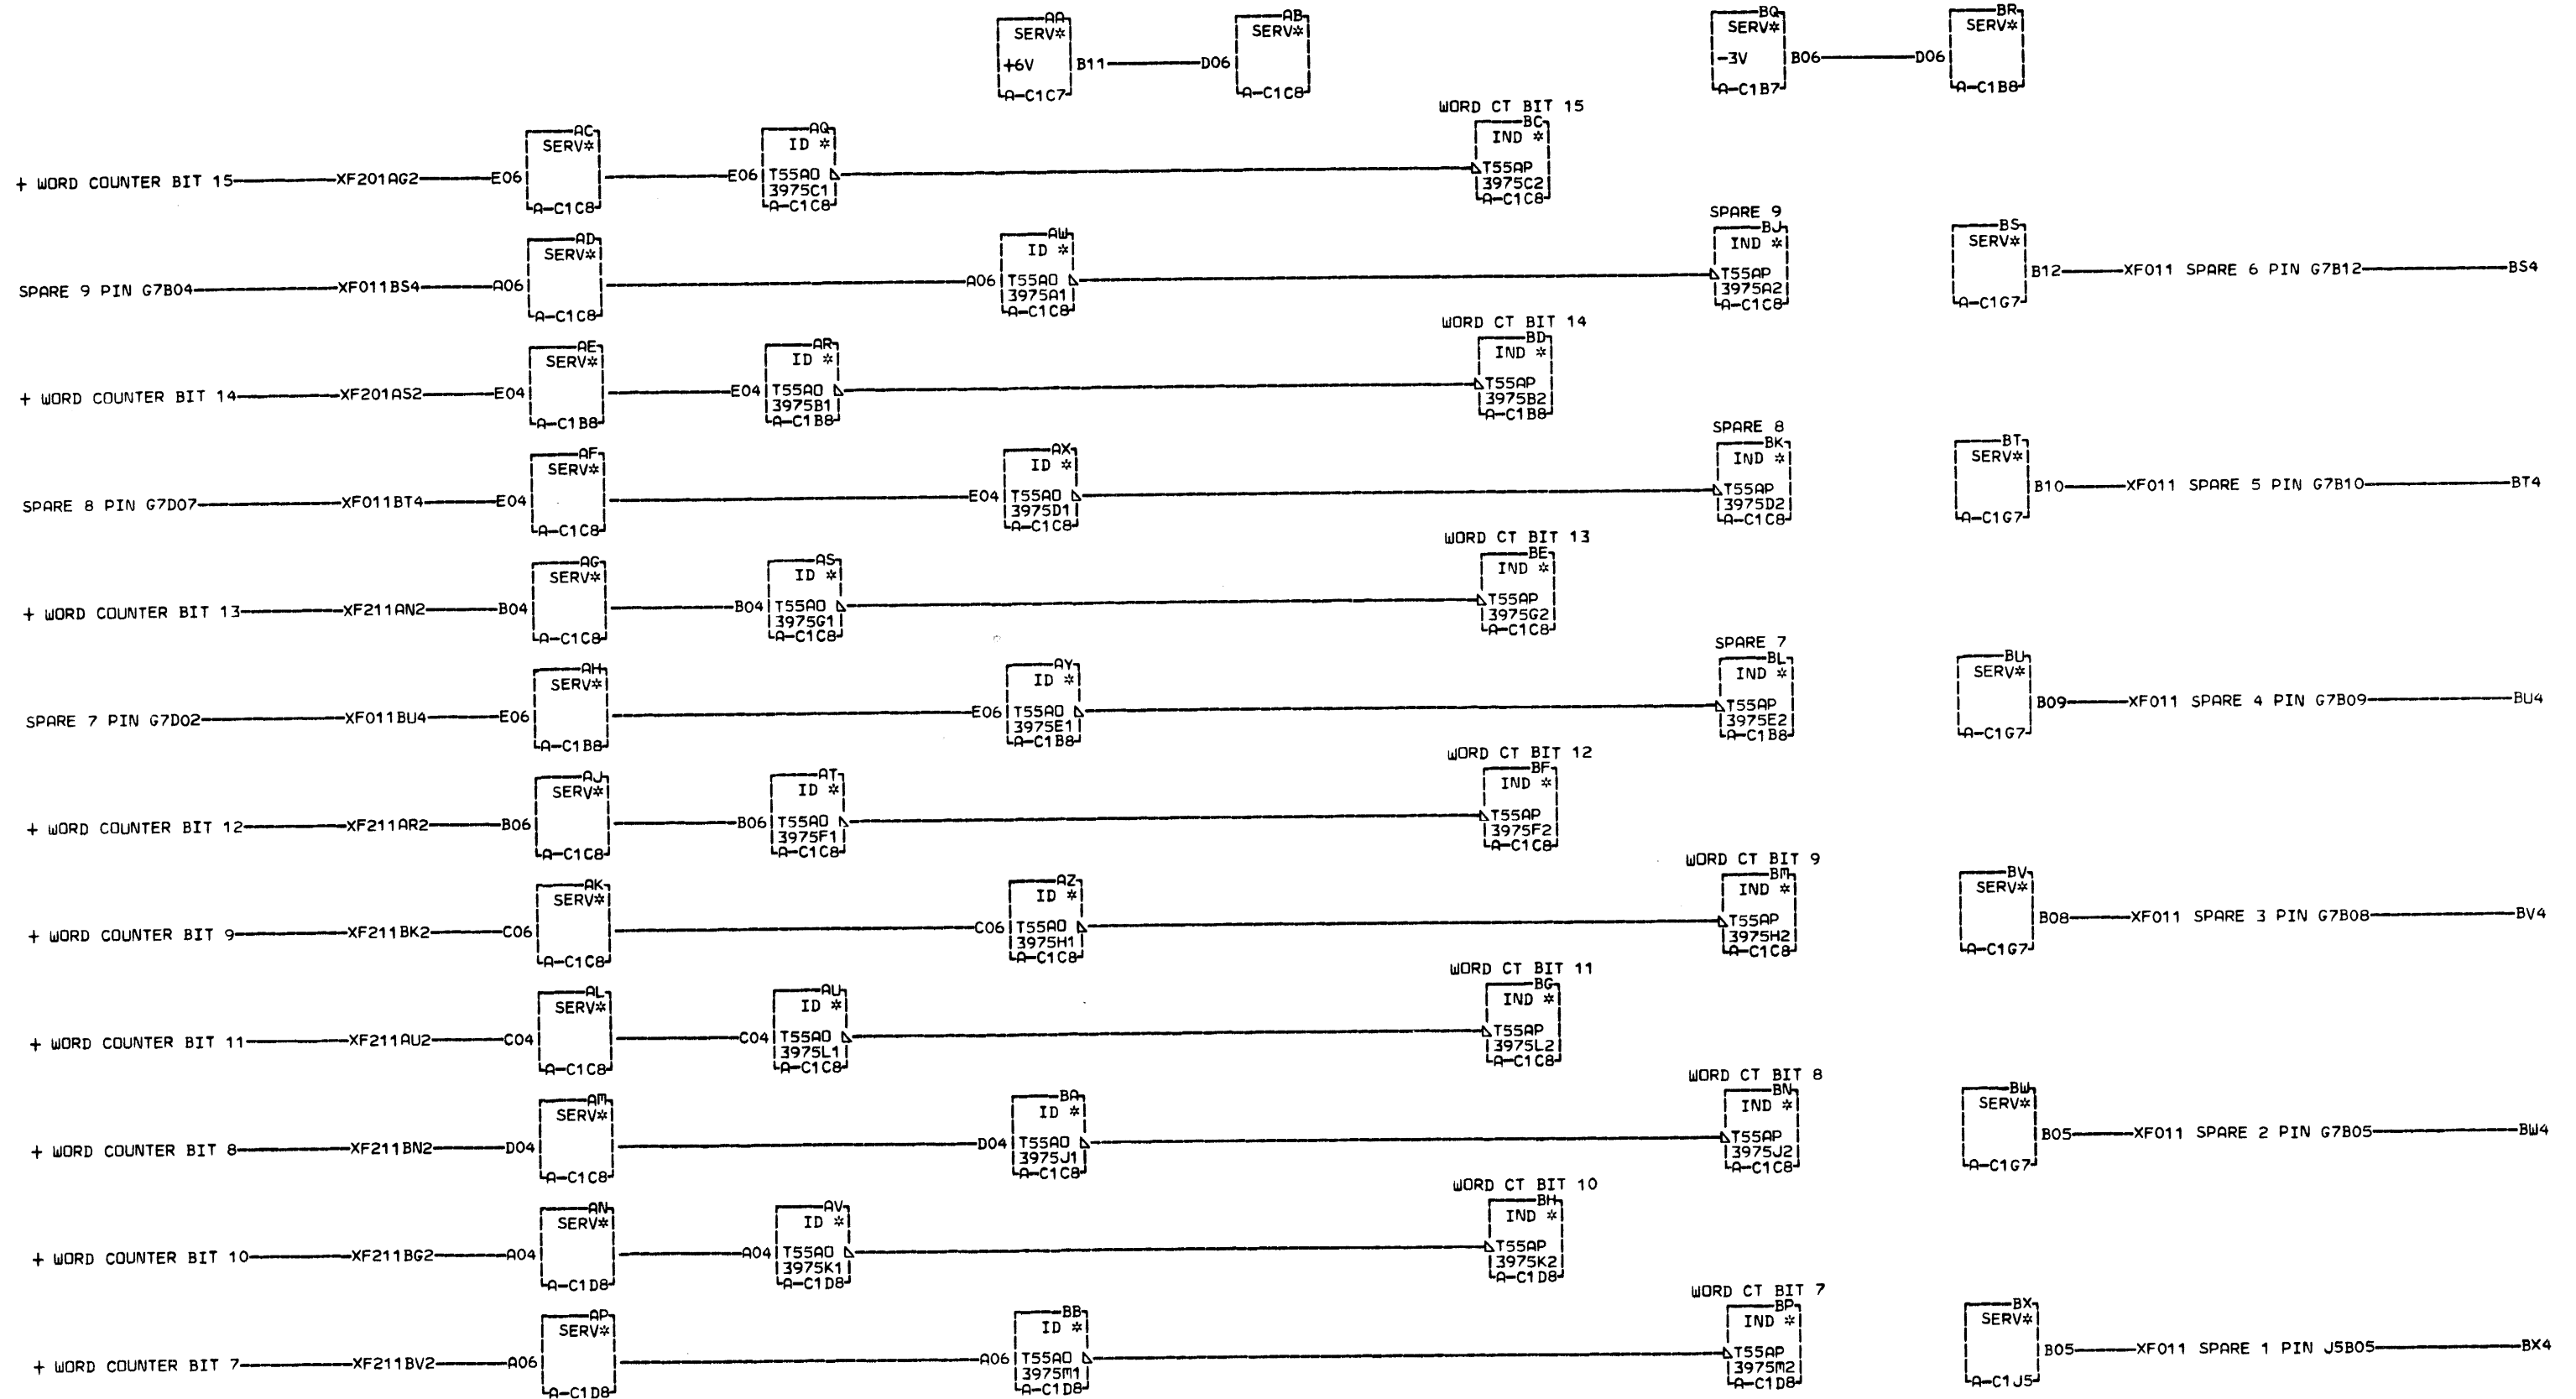 AA
SERV*
+6V B11 D06
A-C1C7
AB
SERV*
A-C1C8
BQ
SERV*
-3V B06 D06
A-C1B7
BR
SERV*
A-C1B8
WORD CT BIT 15
+ WORD COUNTER BIT 15 XF201AG2 E06
AC
SERV*
A-C1C8
AQ
ID *
E06 T55AO
3975C1
A-C1C8
BC
IND *
T55AP
3975C2
A-C1C8
SPARE 9
SPARE 9 PIN G7B04 XF011BS4 A06
AD
SERV*
A-C1C8
AW
ID *
A06 T55AO
3975A1
A-C1C8
BJ
IND *
T55AP
3975A2
A-C1C8
BS
SERV*
B12 XF011 SPARE 6 PIN G7B12 BS4
A-C1G7
WORD CT BIT 14
+ WORD COUNTER BIT 14 XF201AS2 E04
AE
SERV*
A-C1B8
AR
ID *
E04 T55AO
3975B1
A-C1B8
BD
IND *
T55AP
3975B2
A-C1B8
SPARE 8
SPARE 8 PIN G7D07 XF011BT4 E04
AF
SERV*
A-C1C8
AX
ID *
E04 T55AO
3975D1
A-C1C8
BK
IND *
T55AP
3975D2
A-C1C8
BT
SERV*
B10 XF011 SPARE 5 PIN G7B10 BT4
A-C1G7
WORD CT BIT 13
+ WORD COUNTER BIT 13 XF211AN2 B04
AG
SERV*
A-C1C8
AS
ID *
B04 T55AO
3975G1
A-C1C8
BE
IND *
T55AP
3975G2
A-C1C8
SPARE 7
SPARE 7 PIN G7D02 XF011BU4 E06
AH
SERV*
A-C1B8
AY
ID *
E06 T55AO
3975E1
A-C1B8
BL
IND *
T55AP
3975E2
A-C1B8
BU
SERV*
B09 XF011 SPARE 4 PIN G7B09 BU4
A-C1G7
WORD CT BIT 12
+ WORD COUNTER BIT 12 XF211AR2 B06
AJ
SERV*
A-C1C8
AT
ID *
B06 T55AO
3975F1
A-C1C8
BF
IND *
T55AP
3975F2
A-C1C8
WORD CT BIT 9
+ WORD COUNTER BIT 9 XF211BK2 C06
AK
SERV*
A-C1C8
AZ
ID *
C06 T55AO
3975H1
A-C1C8
BM
IND *
T55AP
3975H2
A-C1C8
BV
SERV*
B08 XF011 SPARE 3 PIN G7B08 BV4
A-C1G7
WORD CT BIT 11
+ WORD COUNTER BIT 11 XF211AU2 C04
AL
SERV*
A-C1C8
AU
ID *
C04 T55AO
3975L1
A-C1C8
BG
IND *
T55AP
3975L2
A-C1C8
WORD CT BIT 8
+ WORD COUNTER BIT 8 XF211BN2 D04
AM
SERV*
A-C1C8
BA
ID *
D04 T55AO
3975J1
A-C1C8
BN
IND *
T55AP
3975J2
A-C1C8
BW
SERV*
B05 XF011 SPARE 2 PIN G7B05 BW4
A-C1G7
WORD CT BIT 10
+ WORD COUNTER BIT 10 XF211BG2 A04
AN
SERV*
A-C1D8
AV
ID *
A04 T55AO
3975K1
A-C1D8
BH
IND *
T55AP
3975K2
A-C1D8
WORD CT BIT 7
+ WORD COUNTER BIT 7 XF211BV2 A06
AP
SERV*
A-C1D8
BB
ID *
A06 T55AO
3975M1
A-C1D8
BP
IND *
T55AP
3975M2
A-C1D8
BX
SERV*
B05 XF011 SPARE 1 PIN J5B05 BX4
A-C1J5